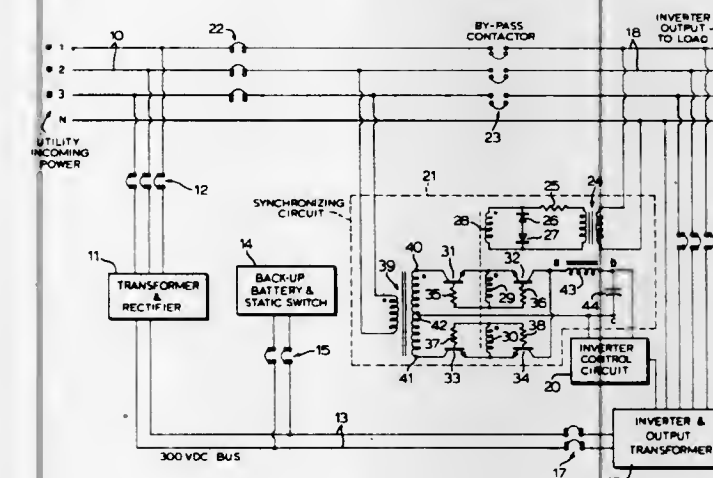 INVERTER
OUTPUT -
TO LOAD
BY-PASS
CONTACTOR
10
22
18
1
2
3
N
23
UTILITY
INCOMING
POWER
12
21
25
24
SYNCHRONIZING
CIRCUIT
28
26
27
11
14
39
40
31
32
a
b
TRANSFORMER
&
RECTIFIER
BACK-UP
BATTERY &
STATIC SWITCH
35
29
36
43
44
42
c
37
30
38
15
41
33
34
20
INVERTER
CONTROL
CIRCUIT
13
INVERTER &
OUTPUT
TRANSFORMER
300 VDC BUS
17